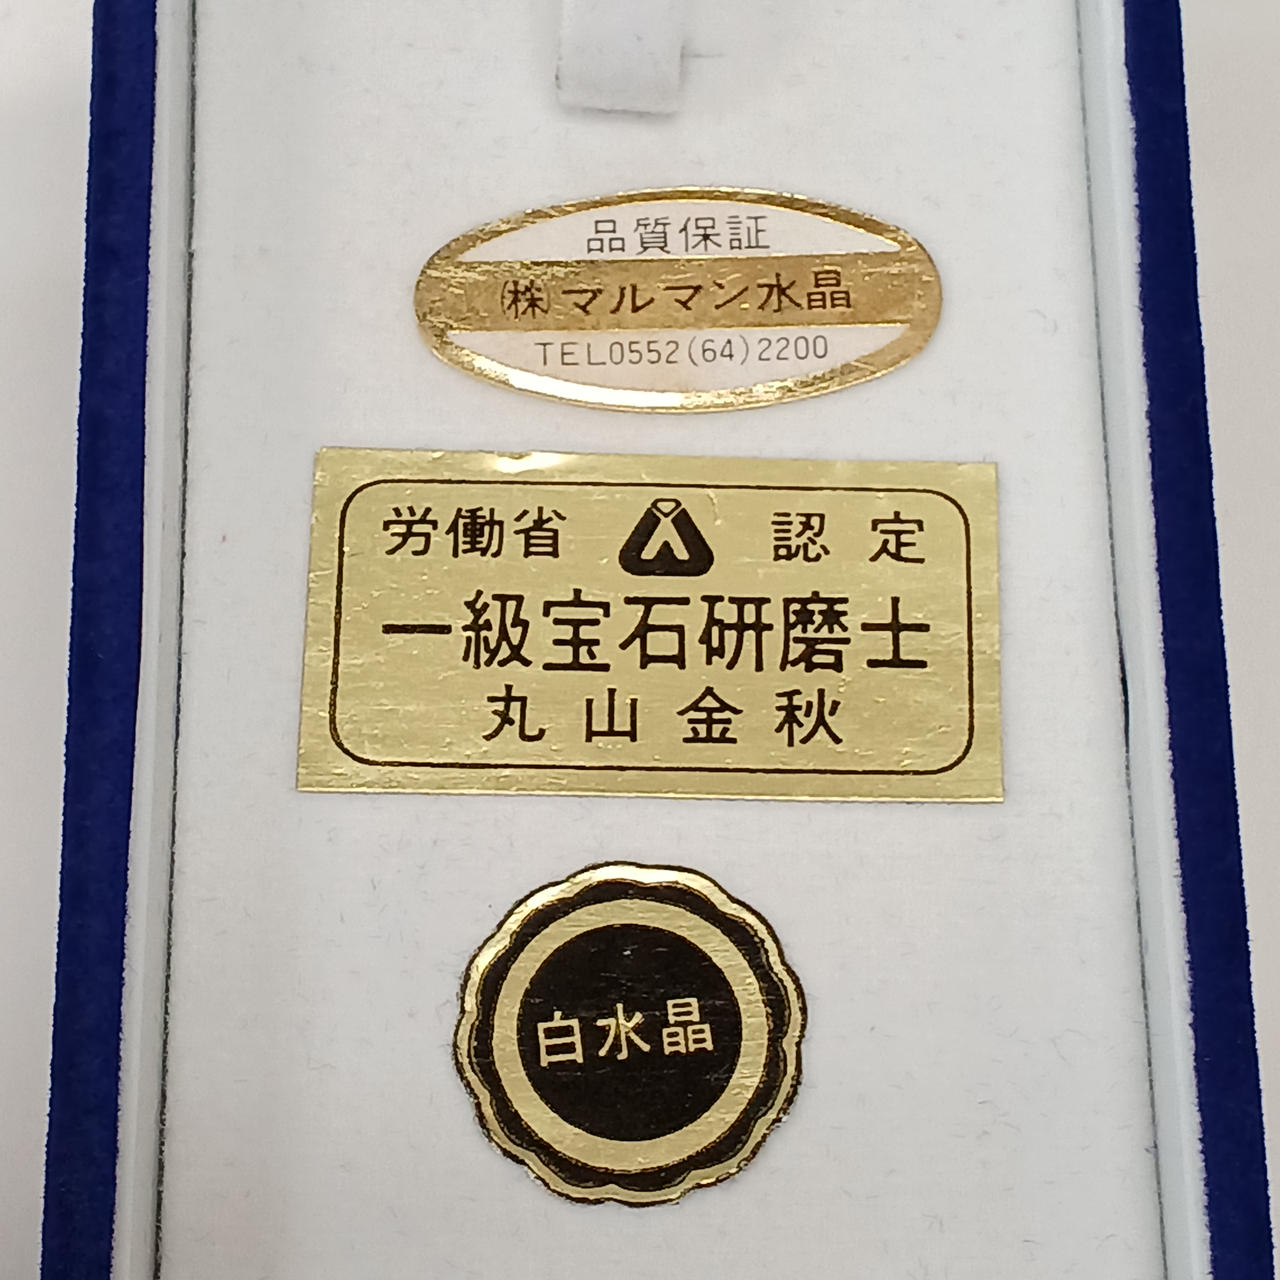 品質保証
㈱マルマン水晶
TEL0552(64)2200
労働省 認定
一級宝石研磨士
丸山金秋
白水晶